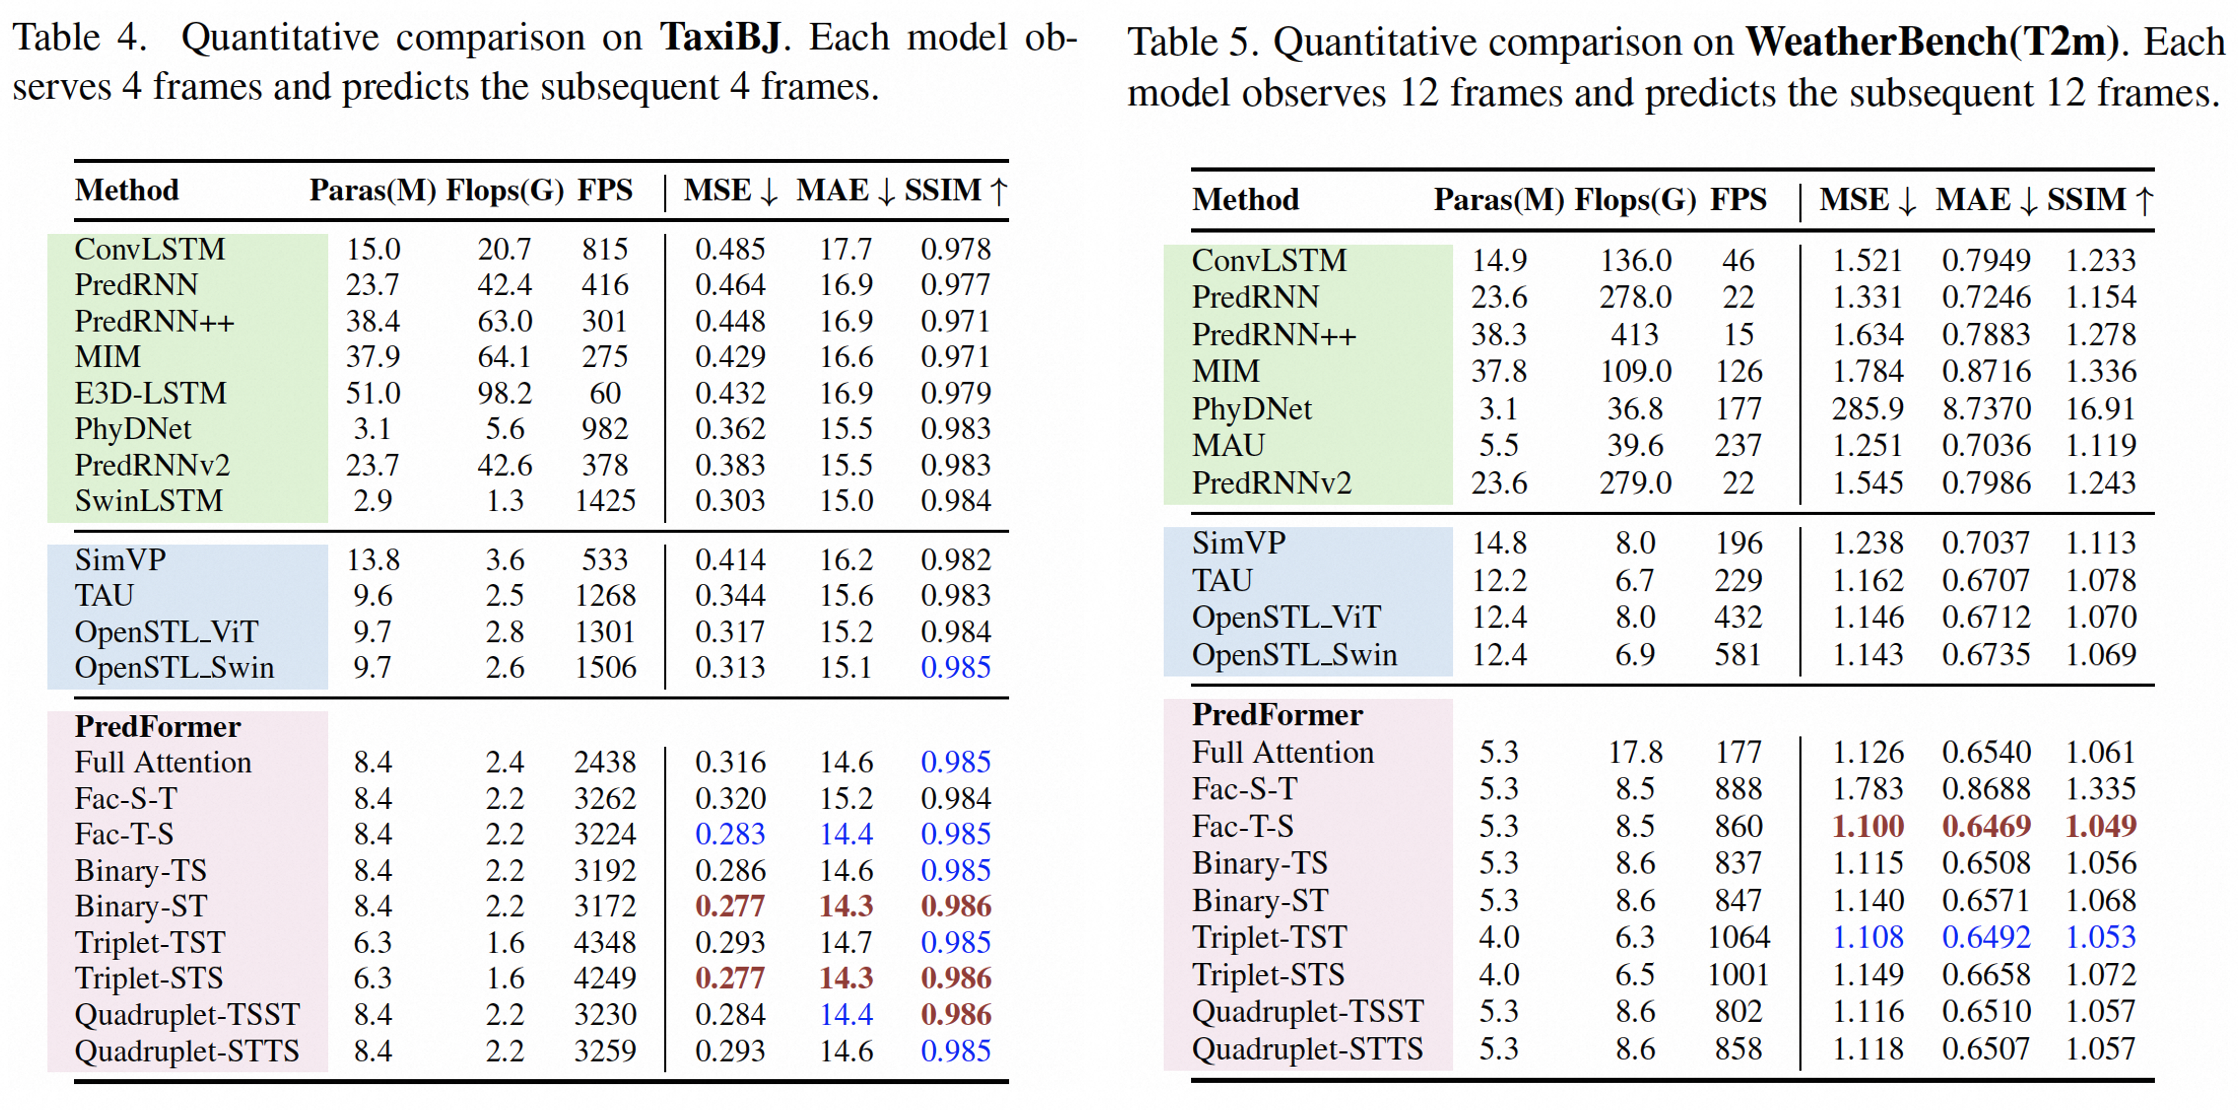 Table 4. Quantitative comparison on TaxiBJ. Each model ob-
serves 4 frames and predicts the subsequent 4 frames.
Method Paras(M) Flops(G) FPS MSE ↓ MAE ↓ SSIM ↑
ConvLSTM 15.0 20.7 815 0.485 17.7 0.978
PredRNN 23.7 42.4 416 0.464 16.9 0.977
PredRNN++ 38.4 63.0 301 0.448 16.9 0.971
MIM 37.9 64.1 275 0.429 16.6 0.971
E3D-LSTM 51.0 98.2 60 0.432 16.9 0.979
PhyDNet 3.1 5.6 982 0.362 15.5 0.983
PredRNNv2 23.7 42.6 378 0.383 15.5 0.983
SwinLSTM 2.9 1.3 1425 0.303 15.0 0.984
SimVP 13.8 3.6 533 0.414 16.2 0.982
TAU 9.6 2.5 1268 0.344 15.6 0.983
OpenSTL_ViT 9.7 2.8 1301 0.317 15.2 0.984
OpenSTL_Swin 9.7 2.6 1506 0.313 15.1 0.985
PredFormer
Full Attention 8.4 2.4 2438 0.316 14.6 0.985
Fac-S-T 8.4 2.2 3262 0.320 15.2 0.984
Fac-T-S 8.4 2.2 3224 0.283 14.4 0.985
Binary-TS 8.4 2.2 3192 0.286 14.6 0.985
Binary-ST 8.4 2.2 3172 0.277 14.3 0.986
Triplet-TST 6.3 1.6 4348 0.293 14.7 0.985
Triplet-STS 6.3 1.6 4249 0.277 14.3 0.986
Quadruplet-TSST 8.4 2.2 3230 0.284 14.4 0.986
Quadruplet-STTS 8.4 2.2 3259 0.293 14.6 0.985
Table 5. Quantitative comparison on WeatherBench(T2m). Each
model observes 12 frames and predicts the subsequent 12 frames.
Method Paras(M) Flops(G) FPS MSE ↓ MAE ↓ SSIM ↑
ConvLSTM 14.9 136.0 46 1.521 0.7949 1.233
PredRNN 23.6 278.0 22 1.331 0.7246 1.154
PredRNN++ 38.3 413 15 1.634 0.7883 1.278
MIM 37.8 109.0 126 1.784 0.8716 1.336
PhyDNet 3.1 36.8 177 285.9 8.7370 16.91
MAU 5.5 39.6 237 1.251 0.7036 1.119
PredRNNv2 23.6 279.0 22 1.545 0.7986 1.243
SimVP 14.8 8.0 196 1.238 0.7037 1.113
TAU 12.2 6.7 229 1.162 0.6707 1.078
OpenSTL_ViT 12.4 8.0 432 1.146 0.6712 1.070
OpenSTL_Swin 12.4 6.9 581 1.143 0.6735 1.069
PredFormer
Full Attention 5.3 17.8 177 1.126 0.6540 1.061
Fac-S-T 5.3 8.5 888 1.783 0.8688 1.335
Fac-T-S 5.3 8.5 860 1.100 0.6469 1.049
Binary-TS 5.3 8.6 837 1.115 0.6508 1.056
Binary-ST 5.3 8.6 847 1.140 0.6571 1.068
Triplet-TST 4.0 6.3 1064 1.108 0.6492 1.053
Triplet-STS 4.0 6.5 1001 1.149 0.6658 1.072
Quadruplet-TSST 5.3 8.6 802 1.116 0.6510 1.057
Quadruplet-STTS 5.3 8.6 858 1.118 0.6507 1.057